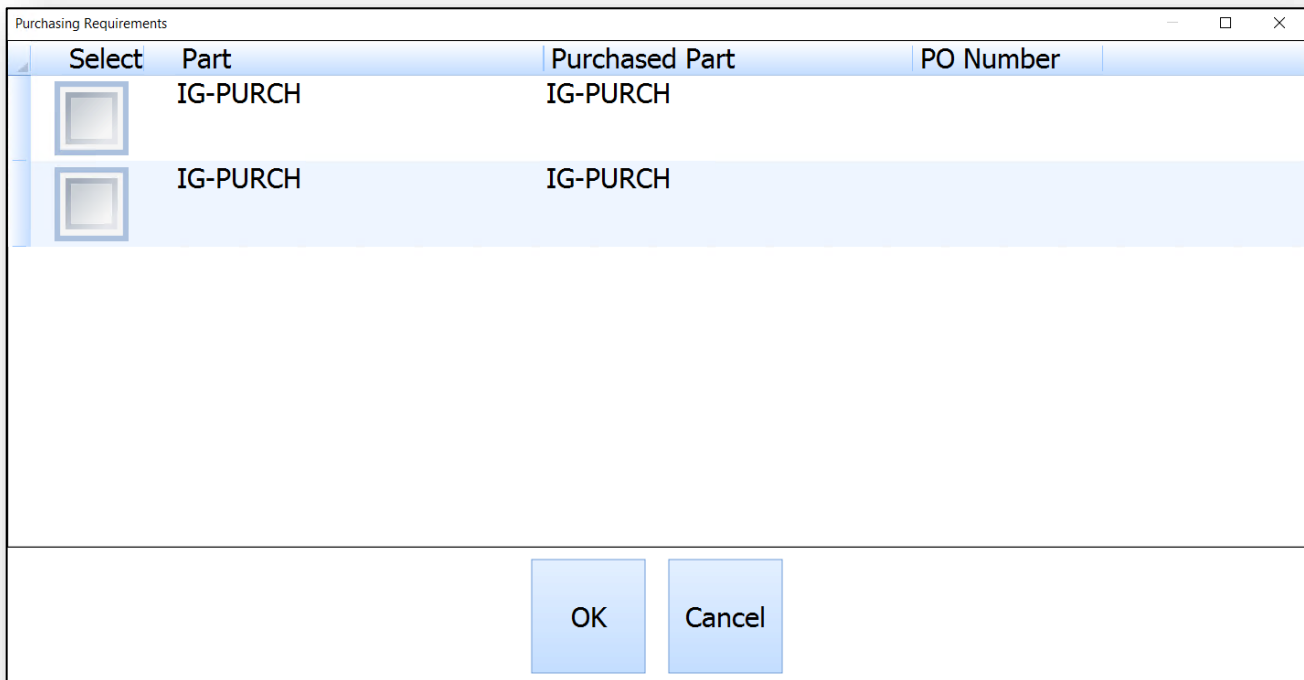 Purchasing Requirements
Select Part Purchased Part PO Number
IG-PURCH IG-PURCH
IG-PURCH IG-PURCH
OK Cancel